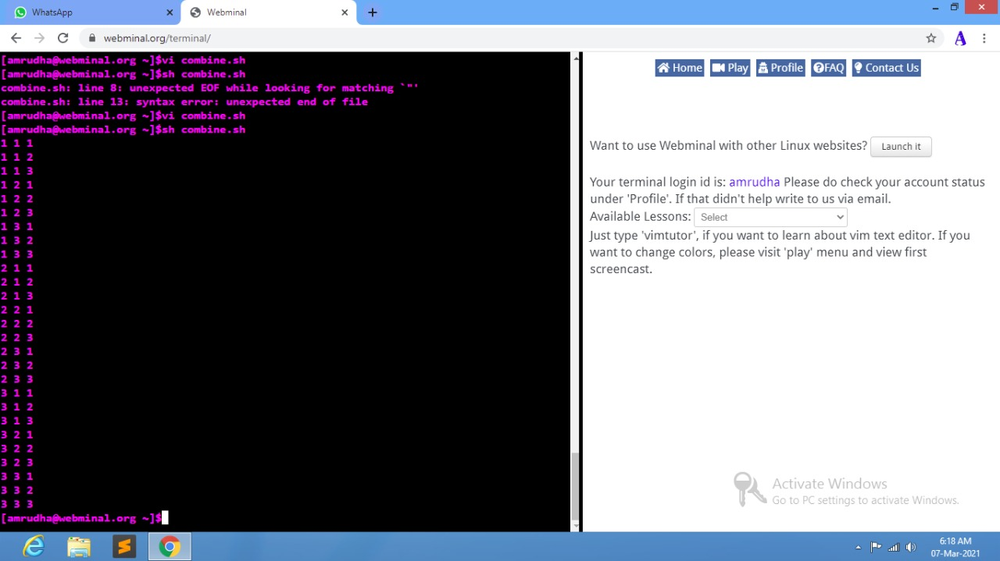 WhatsApp
Webminal
webminal.org/terminal/
[amrudha@webminal.org ~]$vi combine.sh
[amrudha@webminal.org ~]$sh combine.sh
combine.sh: line 8: unexpected EOF while looking for matching `"'
combine.sh: line 13: syntax error: unexpected end of file
[amrudha@webminal.org ~]$vi combine.sh
[amrudha@webminal.org ~]$sh combine.sh
1 1 1
1 1 2
1 1 3
1 2 1
1 2 2
1 2 3
1 3 1
1 3 2
1 3 3
2 1 1
2 1 2
2 1 3
2 2 1
2 2 2
2 2 3
2 3 1
2 3 2
2 3 3
3 1 1
3 1 2
3 1 3
3 2 1
3 2 2
3 2 3
3 3 1
3 3 2
3 3 3
[amrudha@webminal.org ~]$
Home Play Profile FAQ Contact Us
Want to use Webminal with other Linux websites? Launch it
Your terminal login id is: amrudha Please do check your account status
under 'Profile'. If that didn't help write to us via email.
Available Lessons: Select
Just type 'vimtutor', if you want to learn about vim text editor. If you
want to change colors, please visit 'play' menu and view first
screencast.
Activate Windows
Go to PC settings to activate Windows.
6:18 AM
07-Mar-2021